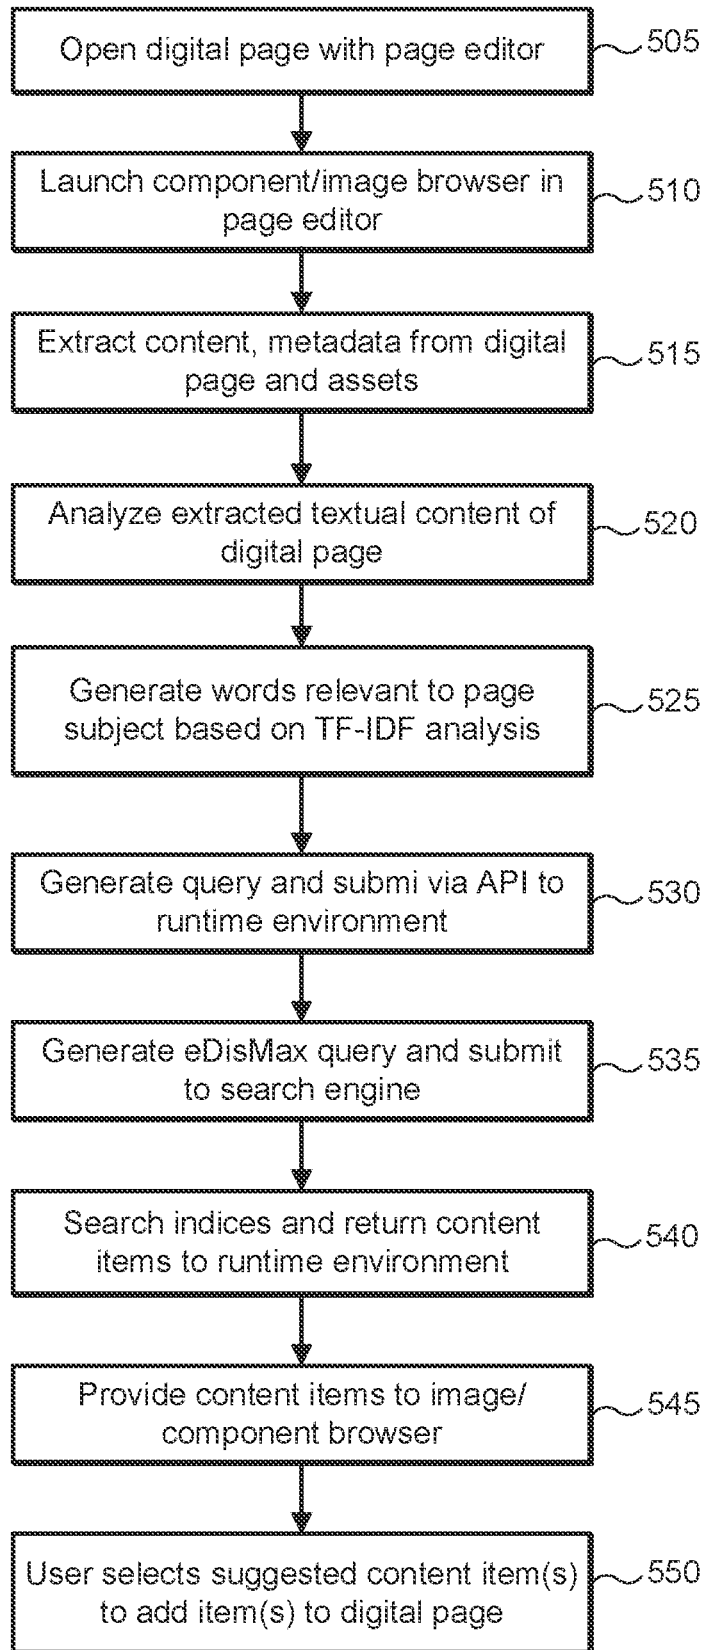 Open digital page with page editor
505
Launch component/image browser in
page editor
510
Extract content, metadata from digital
page and assets
515
Analyze extracted textual content of
digital page
520
Generate words relevant to page
subject based on TF-IDF analysis
525
Generate query and submi via API to
runtime environment
530
Generate eDisMax query and submit
to search engine
535
Search indices and return content
items to runtime environment
540
Provide content items to image/
component browser
545
User selects suggested content item(s)
to add item(s) to digital page
550